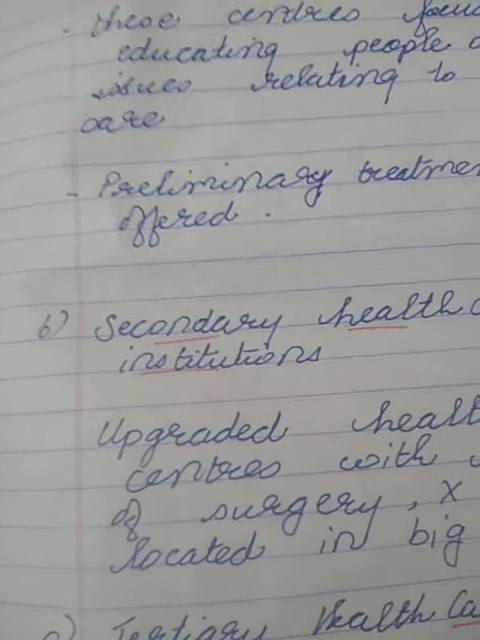 - these centres focu
educating people o
issues relating to
care
- Preliminary treatme
offered .
b) Secondary health c
institutions
Upgraded healt
centres with
of surgery, X
located in big
c) Tertiary Health Ca